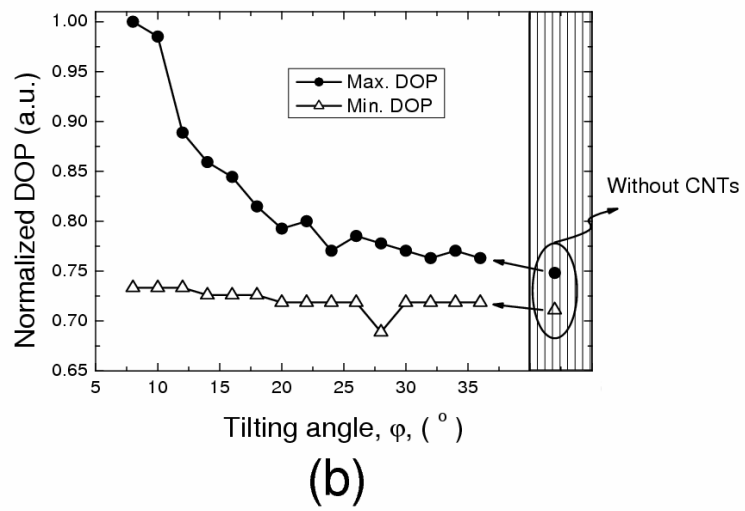 1.00
0.95
0.90
0.85
0.80
0.75
0.70
0.65
Normalized DOP (a.u.)
Max. DOP
Min. DOP
Without CNTs
5 10 15 20 25 30 35
Tilting angle, φ, ( ° )
(b)